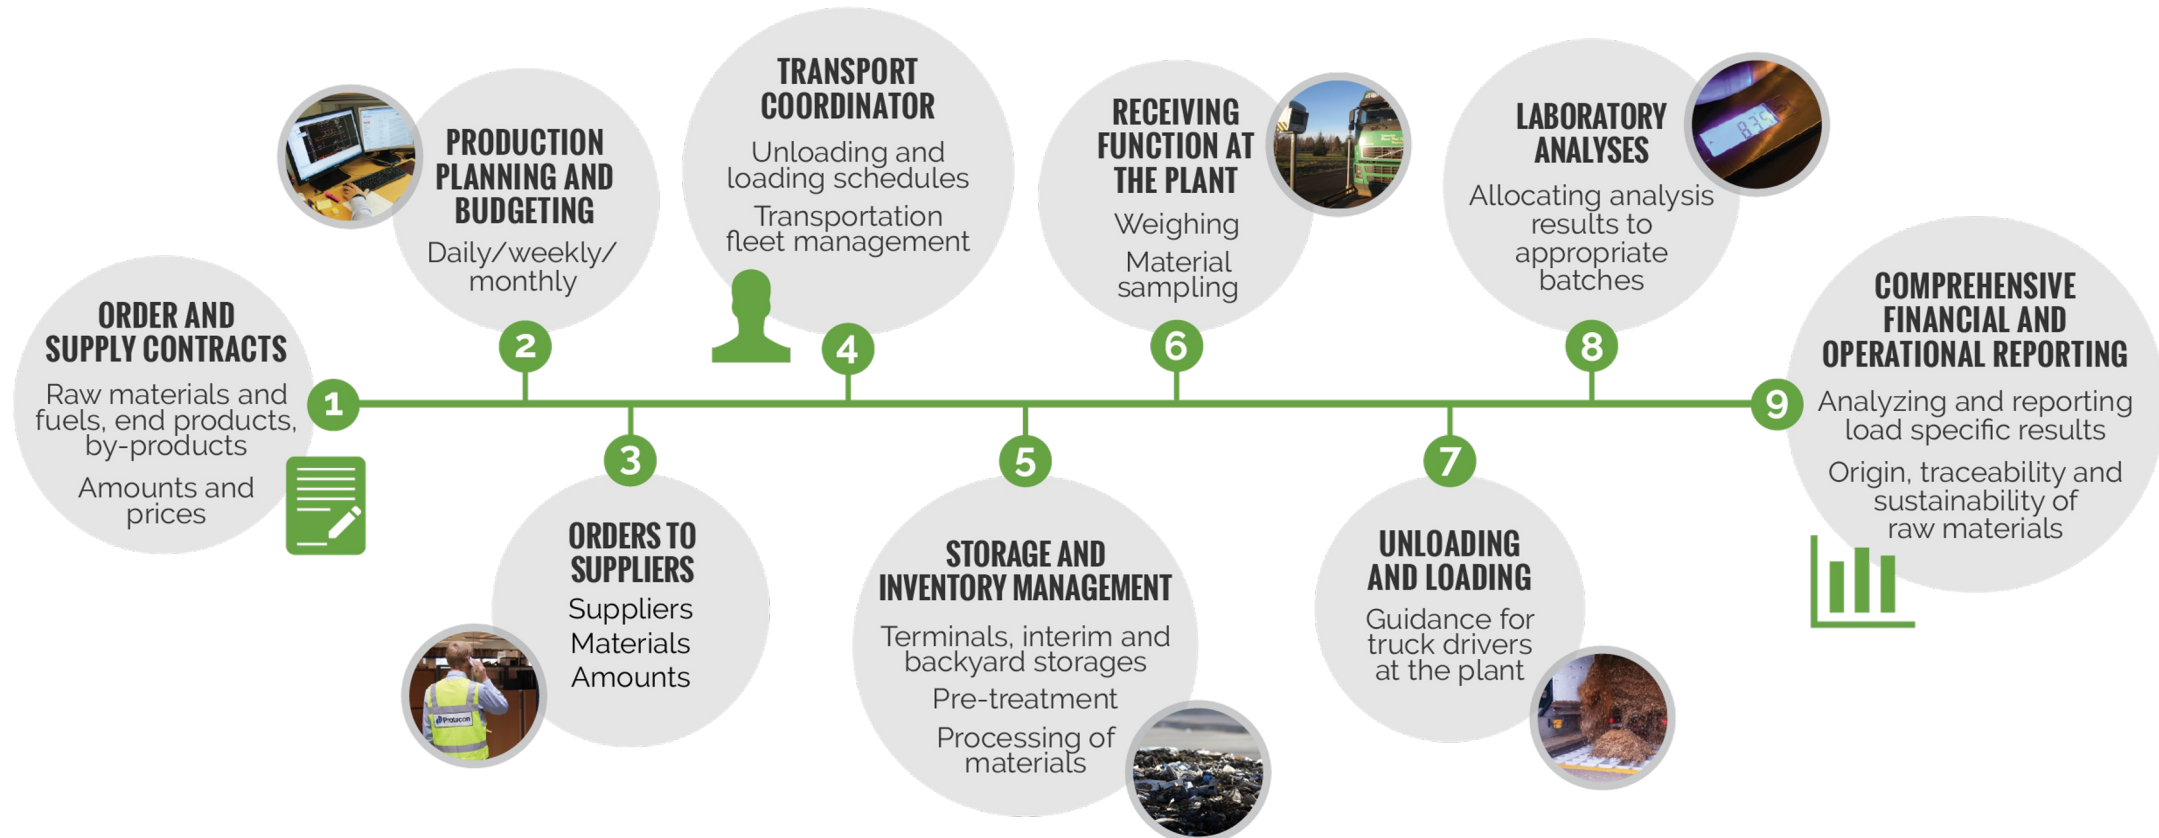 ORDER AND
SUPPLY CONTRACTS
Raw materials and
fuels, end products,
by-products
Amounts and
prices
1
PRODUCTION
PLANNING AND
BUDGETING
Daily/weekly/
monthly
2
3
ORDERS TO
SUPPLIERS
Suppliers
Materials
Amounts
Protacon
TRANSPORT
COORDINATOR
Unloading and
loading schedules
Transportation
fleet management
4
5
STORAGE AND
INVENTORY MANAGEMENT
Terminals, interim and
backyard storages
Pre-treatment
Processing of
materials
RECEIVING
FUNCTION AT
THE PLANT
Weighing
Material
sampling
6
7
UNLOADING
AND LOADING
Guidance for
truck drivers
at the plant
LABORATORY
ANALYSES
Allocating analysis
results to
appropriate
batches
8
9
COMPREHENSIVE
FINANCIAL AND
OPERATIONAL REPORTING
Analyzing and reporting
load specific results
Origin, traceability and
sustainability of
raw materials